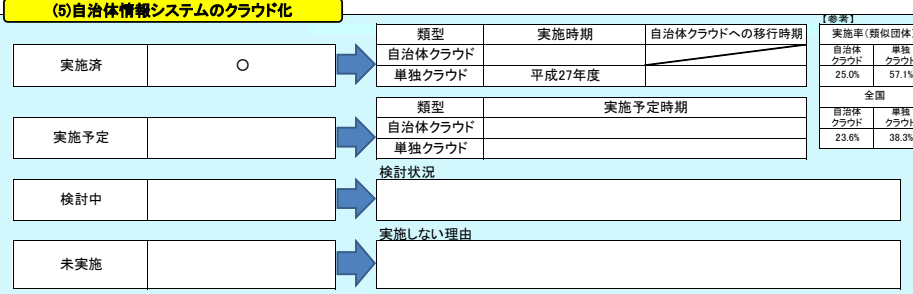 (5)自治体情報システムのクラウド化
実施済 ○
類型 実施時期 自治体クラウドへの移行時期
自治体クラウド
単独クラウド 平成27年度
【参考】
実施率(類似団体)
自治体クラウド 単独クラウド
25.0% 57.1%
全国
自治体クラウド 単独クラウド
23.6% 38.3%
実施予定
類型 実施予定時期
自治体クラウド
単独クラウド
検討中
検討状況
未実施
実施しない理由